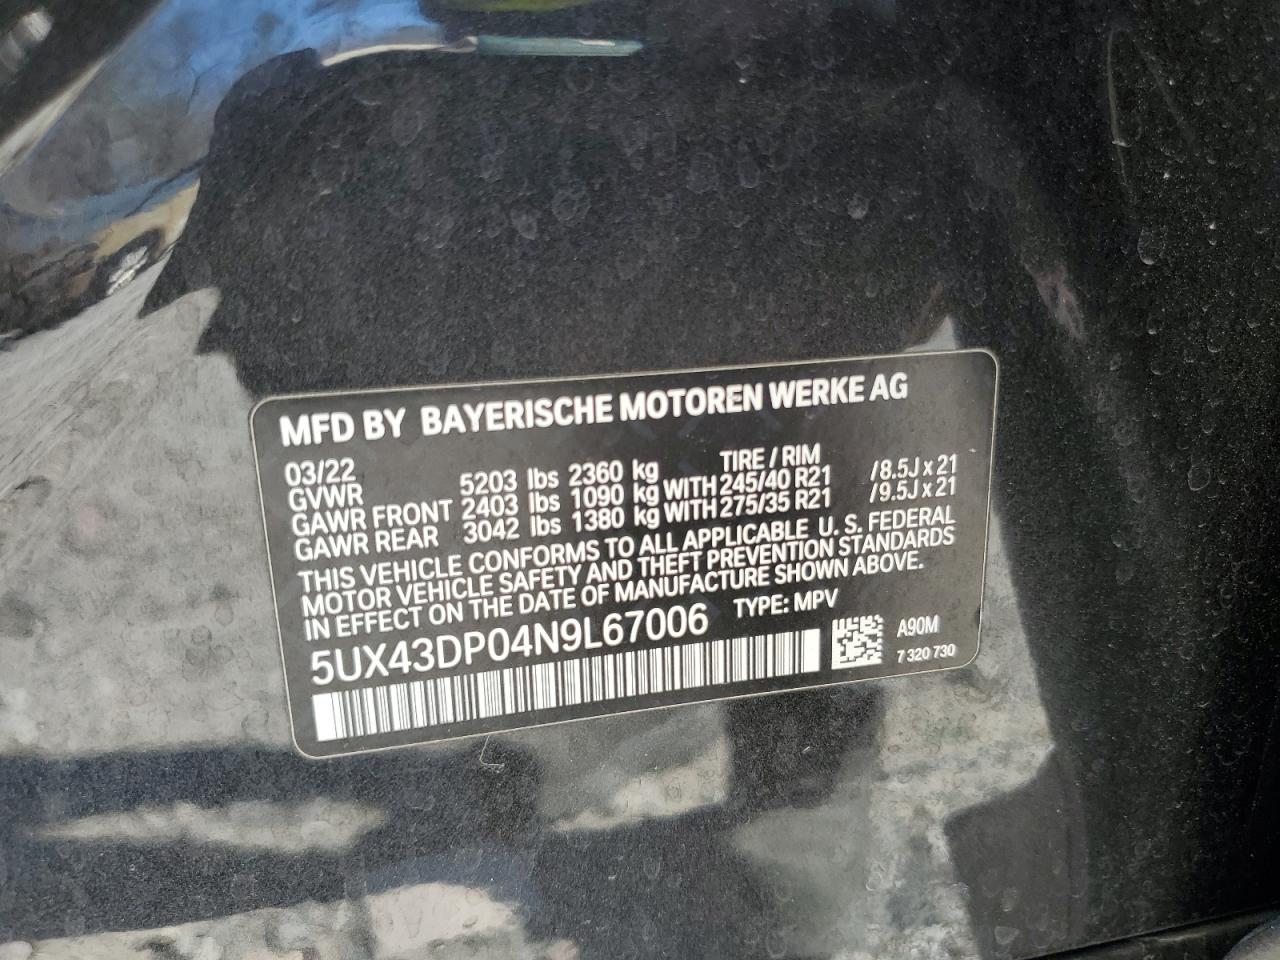 MFD BY BAYERISCHE MOTOREN WERKE AG
03/22 TIRE / RIM
GVWR 5203 lbs 2360 kg
GAWR FRONT 2403 lbs 1090 kg WITH 245/40 R21 /8.5J x 21
GAWR REAR 3042 lbs 1380 kg WITH 275/35 R21 /9.5J x 21
THIS VEHICLE CONFORMS TO ALL APPLICABLE U. S. FEDERAL
MOTOR VEHICLE SAFETY AND THEFT PREVENTION STANDARDS
IN EFFECT ON THE DATE OF MANUFACTURE SHOWN ABOVE.
5UX43DP04N9L67006 TYPE: MPV
A90M
7 320 730